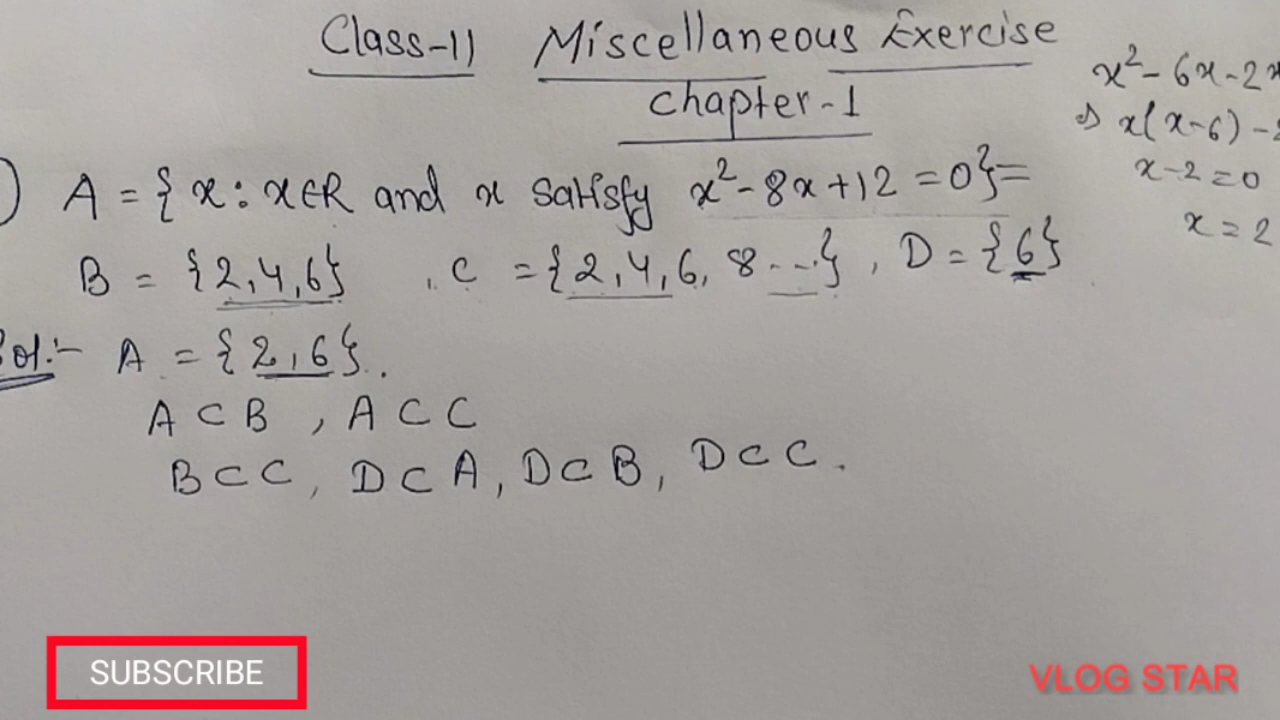 Class-11 Miscellaneous Exercise
Chapter-1
) A = { x : x∈R and x satisfy x² - 8x + 12 = 0} =
B = {2,4,6} , C = {2,4,6, 8 ---} , D = {6}
Sol:- A = {2,6}.
A ⊂ B , A ⊂ C
B ⊂ C, D ⊂ A, D ⊂ B, D ⊂ C.
x² - 6x - 2x
⇒ x(x-6) - 2
x - 2 = 0
x = 2
SUBSCRIBE
VLOG STAR